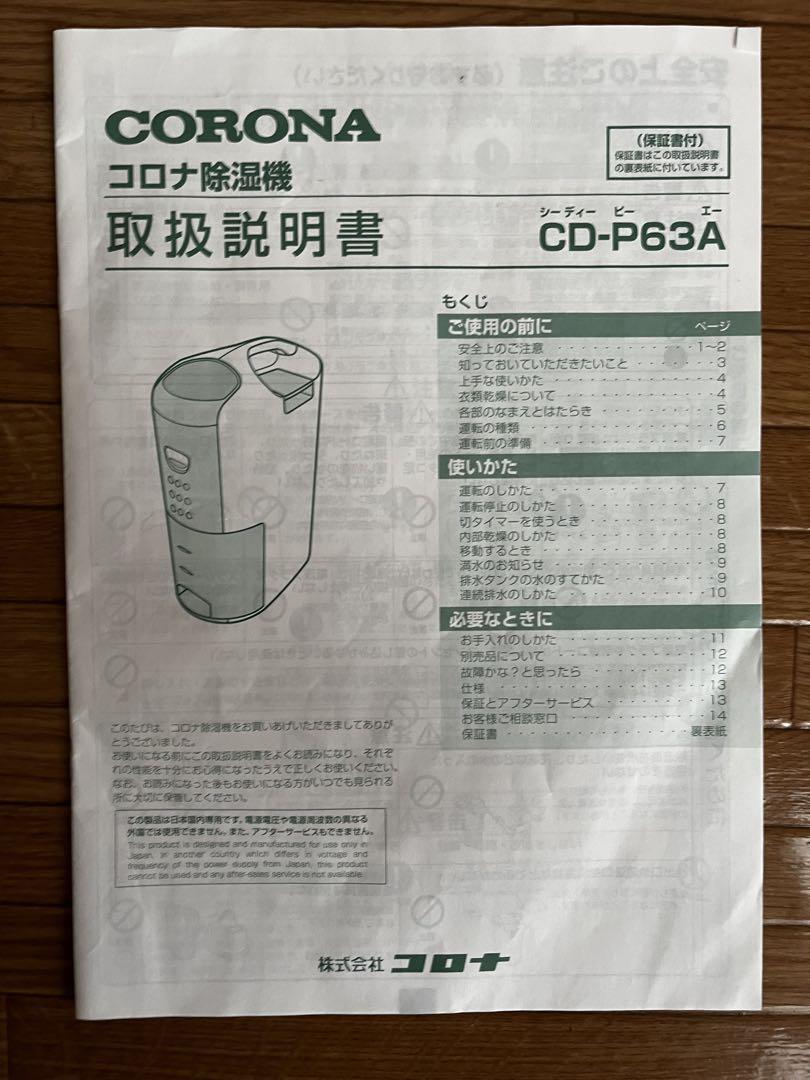 CORONA
コロナ除湿機
取扱説明書
(保証書付)
保証書はこの取扱説明書
の裏表紙に付いています。
シーディー ピー エー
CD-P63A
もくじ
ご使用の前に ページ
安全上のご注意 ・・・・・・・・・・・・1~2
知っておいていただきたいこと ・・・・・・・3
上手な使いかた ・・・・・・・・・・・・・4
衣類乾燥について ・・・・・・・・・・・・4
各部のなまえとはたらき ・・・・・・・・・・5
運転の種類 ・・・・・・・・・・・・・・・6
運転前の準備 ・・・・・・・・・・・・・・7
使いかた
運転のしかた ・・・・・・・・・・・・・・7
運転停止のしかた ・・・・・・・・・・・・8
切タイマーを使うとき ・・・・・・・・・・・8
内部乾燥のしかた ・・・・・・・・・・・・8
移動するとき ・・・・・・・・・・・・・・8
満水のお知らせ ・・・・・・・・・・・・・9
排水タンクの水のすてかた ・・・・・・・・・9
連続排水のしかた ・・・・・・・・・・・・10
必要なときに
お手入れのしかた ・・・・・・・・・・・・11
別売品について ・・・・・・・・・・・・・12
故障かな?と思ったら ・・・・・・・・・・・12
仕様 ・・・・・・・・・・・・・・・・・・13
保証とアフターサービス ・・・・・・・・・・13
お客様ご相談窓口 ・・・・・・・・・・・・14
保証書 ・・・・・・・・・・・・・・・裏表紙
このたびは、コロナ除湿機をお買いあげいただきましてありが
とうございました。
お使いになる前にこの取扱説明書をよくお読みになり、それぞ
れの性能を十分にお心得になったうえで正しくお使いください。
なお、お読みになった後もお使いになる方がいつでも見られる
所に大切に保管してください。
この製品は日本国内専用です。電源電圧や電源周波数の異なる
外国では使用できません。また、アフターサービスもできません。
This product is designed and manufactured for use only in
Japan. In another country which differs in voltage and
frequency of the power supply from Japan, this product
cannot be used and any after-sales service is not available.
株式会社 コロナ